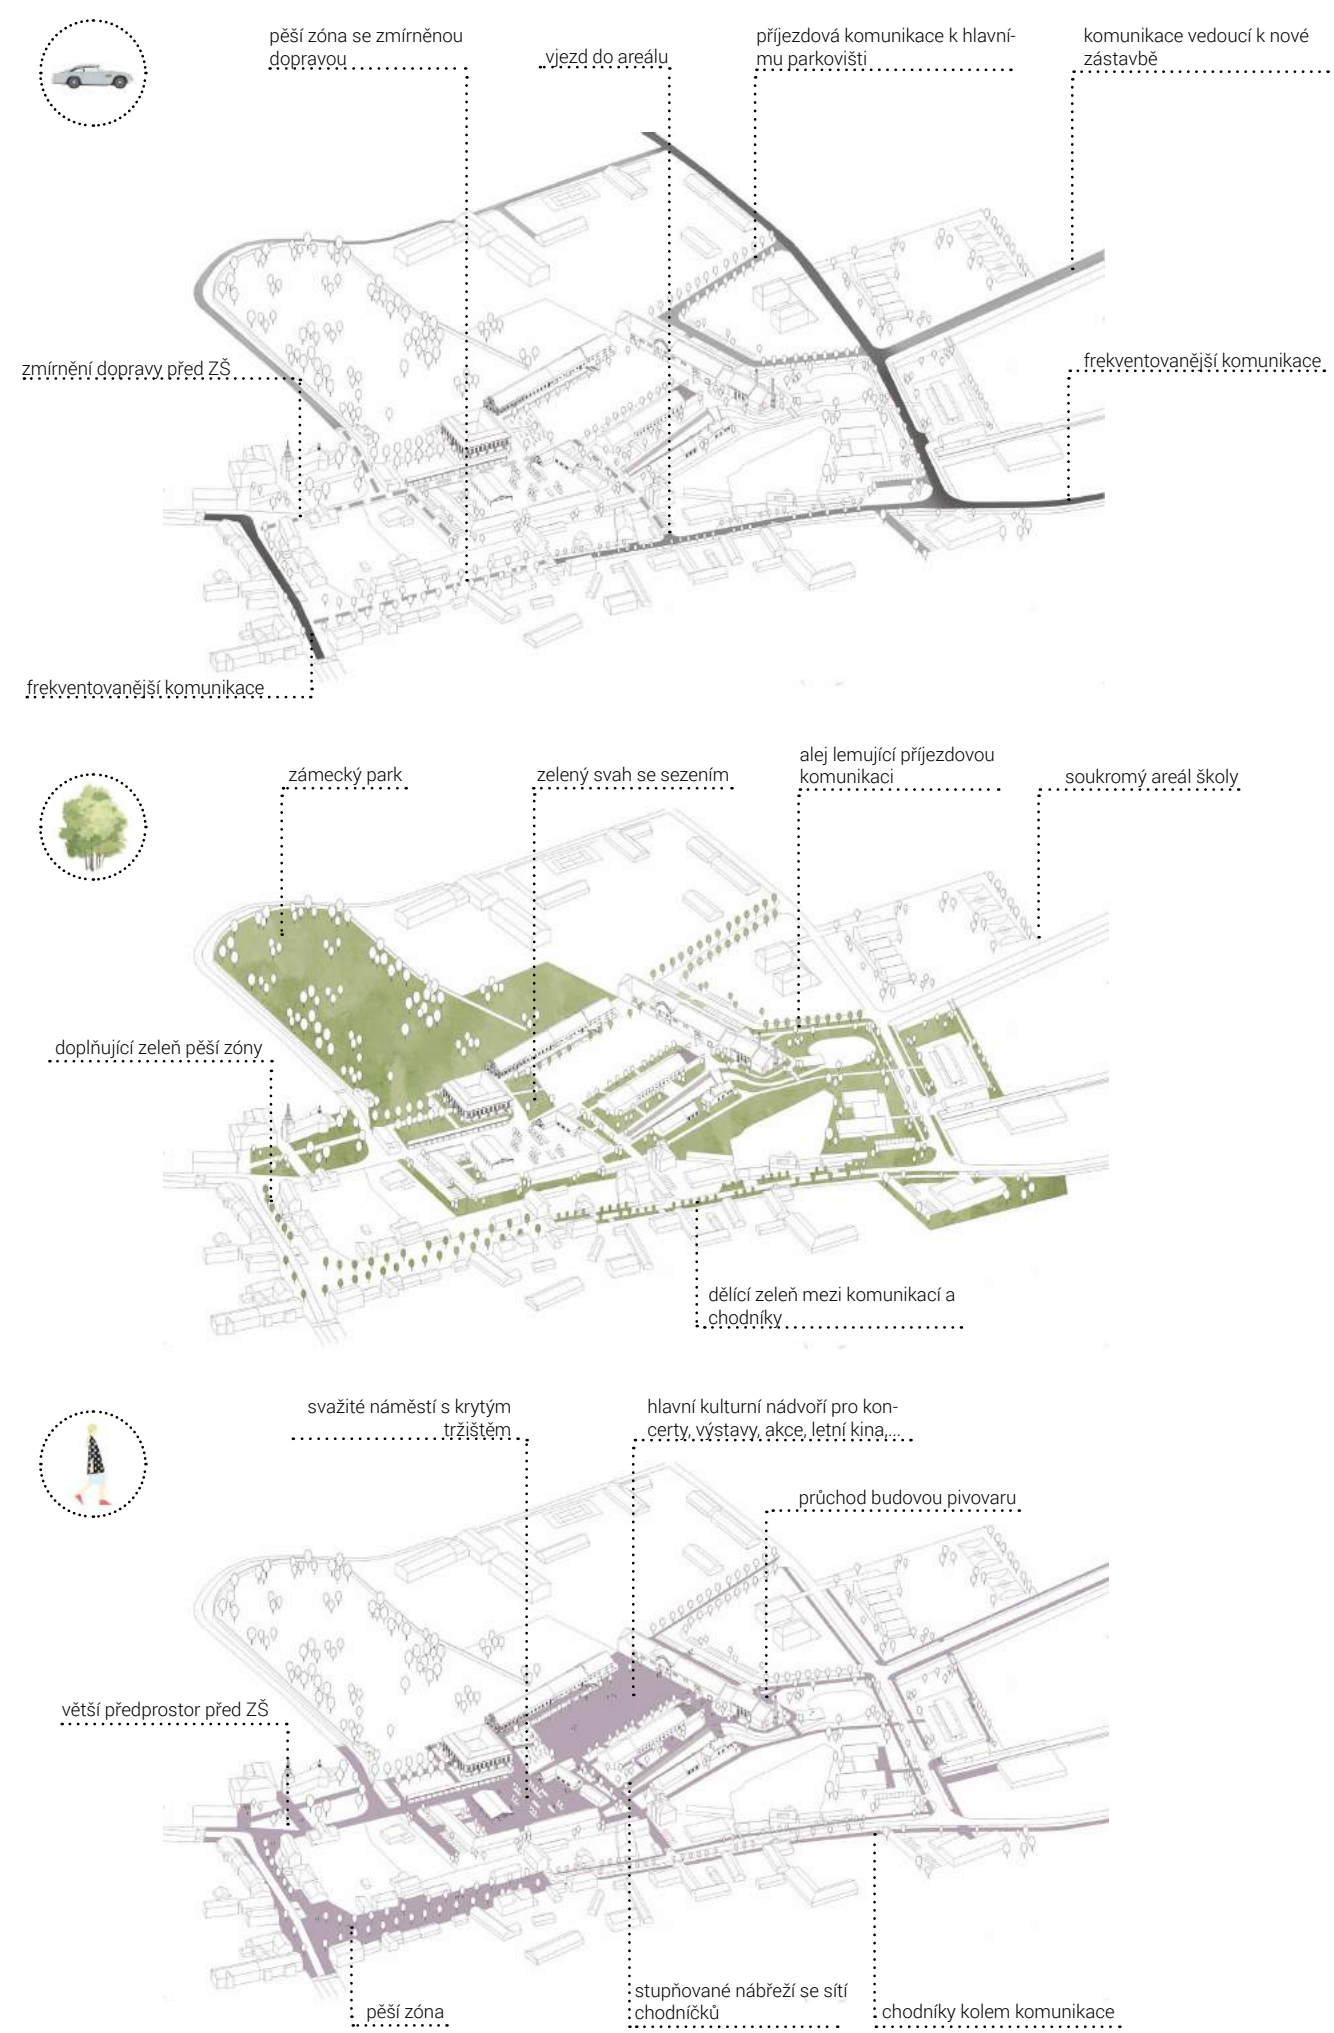 pěší zóna se zmírněnou
dopravou
vjezd do areálu
příjezdová komunikace k hlavní-
mu parkovišti
komunikace vedoucí k nové
zástavbě
zmírnění dopravy před ZŠ
frekventovanější komunikace
frekventovanější komunikace
zámecký park
zelený svah se sezením
alej lemující příjezdovou
komunikaci
soukromý areál školy
doplňující zeleň pěší zóny
dělící zeleň mezi komunikací a
chodníky
svažité náměstí s krytým
tržištěm
hlavní kulturní nádvoří pro kon-
certy, výstavy, akce, letní kina,...
průchod budovou pivovaru
větší předprostor před ZŠ
pěší zóna
stupňované nábřeží se sítí
chodníčků
chodníky kolem komunikace